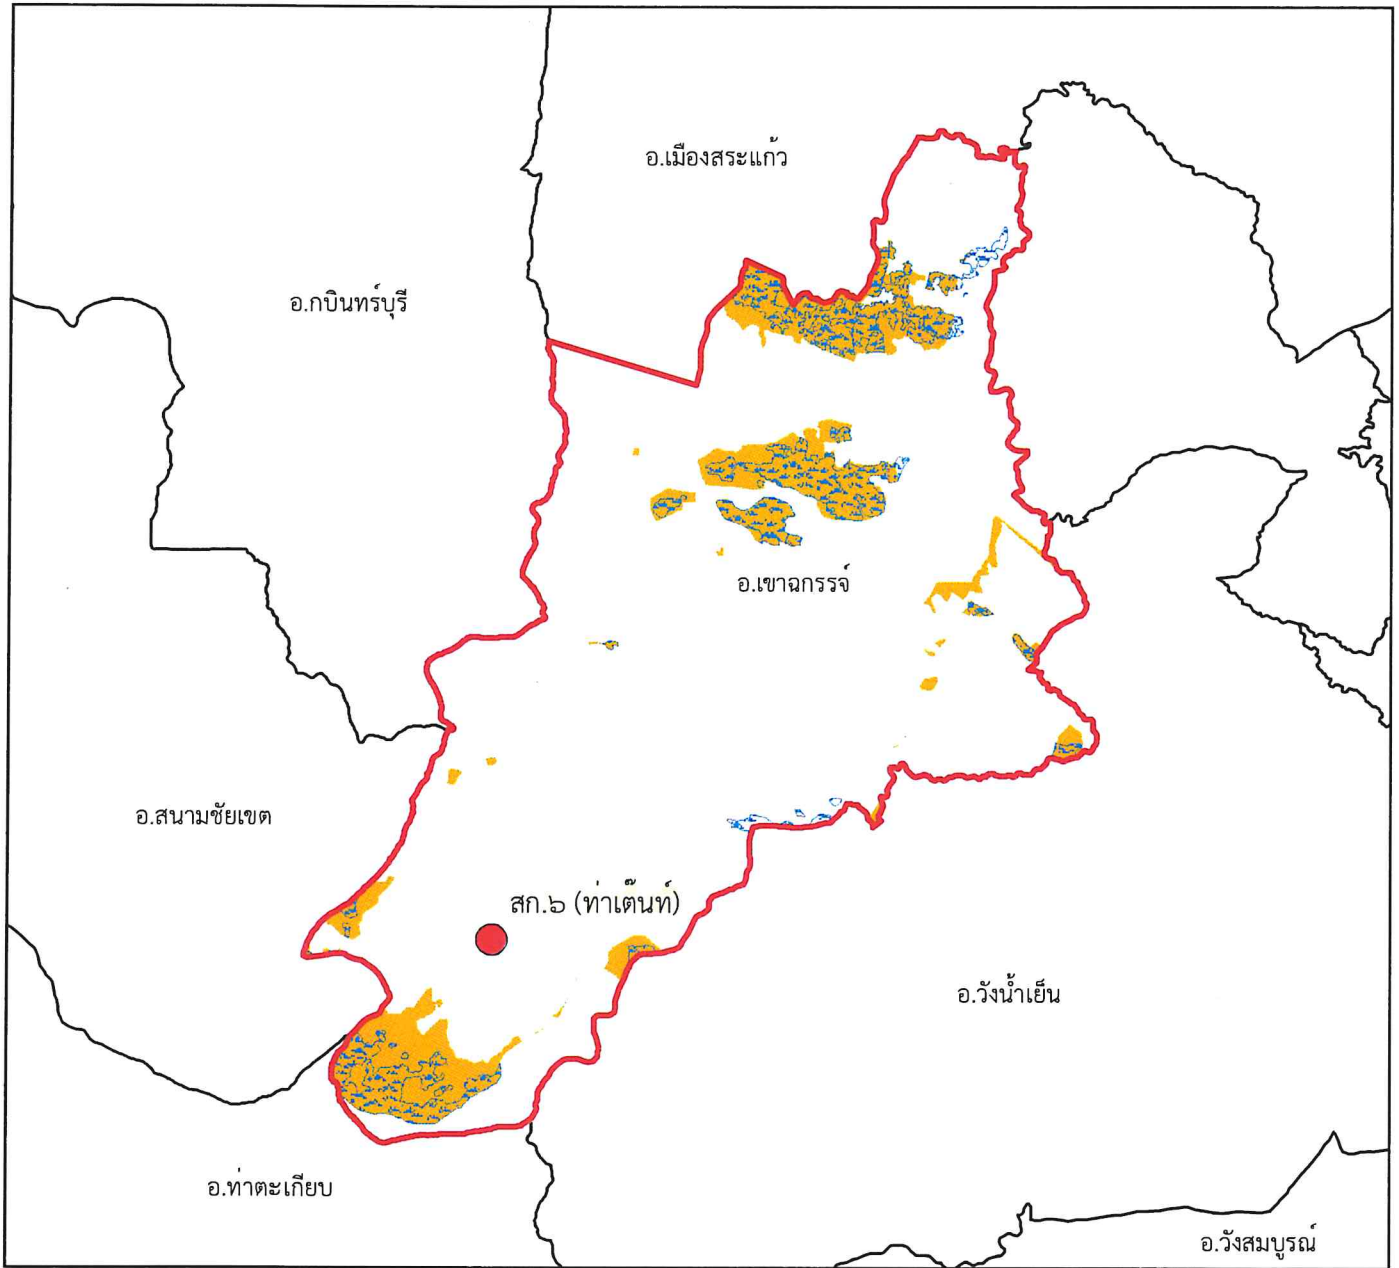 อ.เมืองสระแก้ว
อ.กบินทร์บุรี
อ.เขาฉกรรจ์
อ.สนามชัยเขต
สก.๖ (ท่าเต๊นท์)
อ.วังน้ำเย็น
อ.ท่าตะเกียบ
อ.วังสมบูรณ์